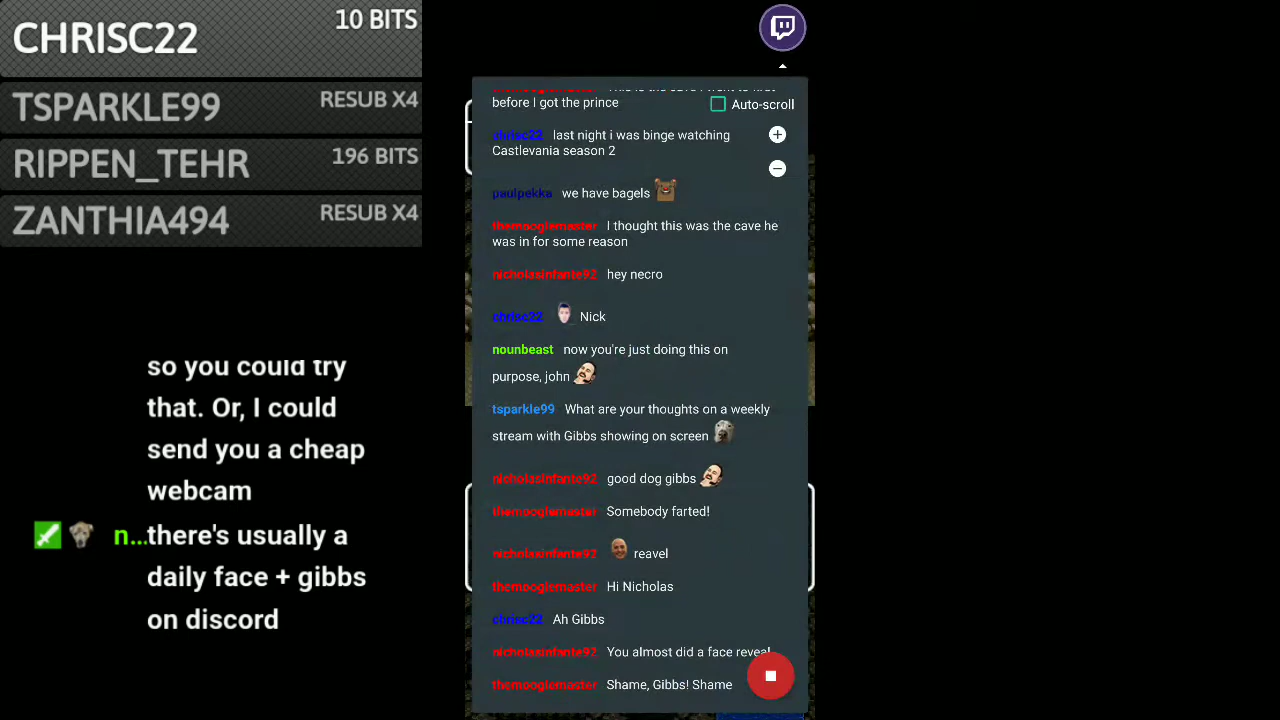 CHRISC22 10 BITS
TSPARKLE99 RESUB X4
RIPPEN_TEHR 196 BITS
ZANTHIA494 RESUB X4
so you could try
that. Or, I could
send you a cheap
webcam
n... there's usually a
daily face + gibbs
on discord
before I got the prince
Auto-scroll
chrisc22 last night i was binge watching
Castlevania season 2
paulpekka we have bagels
themooglemaster I thought this was the cave he
was in for some reason
nicholasinfante92 hey necro
chrisc22 Nick
nounbeast now you're just doing this on
purpose, john
tsparkle99 What are your thoughts on a weekly
stream with Gibbs showing on screen
nicholasinfante92 good dog gibbs
themooglemaster Somebody farted!
nicholasinfante92 reavel
themooglemaster Hi Nicholas
chrisc22 Ah Gibbs
nicholasinfante92 You almost did a face reveal
themooglemaster Shame, Gibbs! Shame